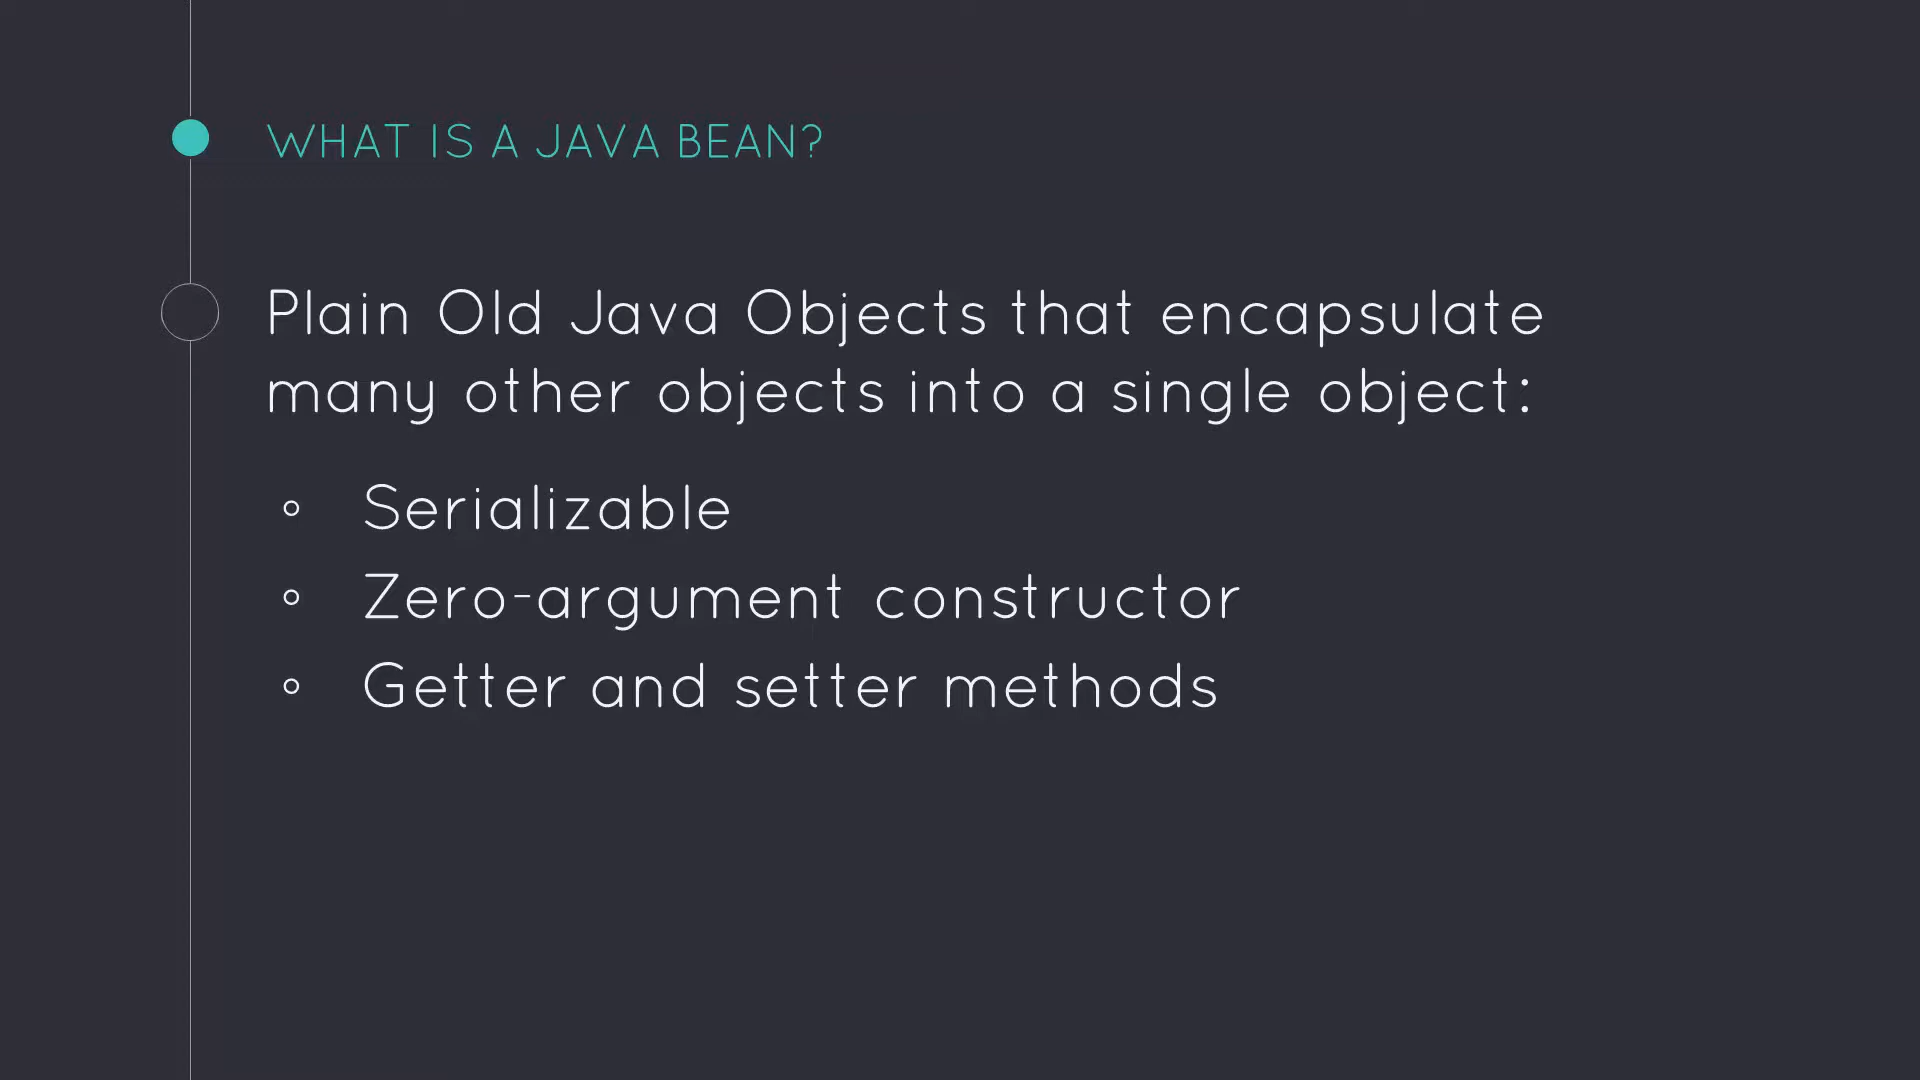 WHAT IS A JAVA BEAN?
Plain Old Java Objects that encapsulate
many other objects into a single object:
Serializable
Zero-argument constructor
Getter and setter methods